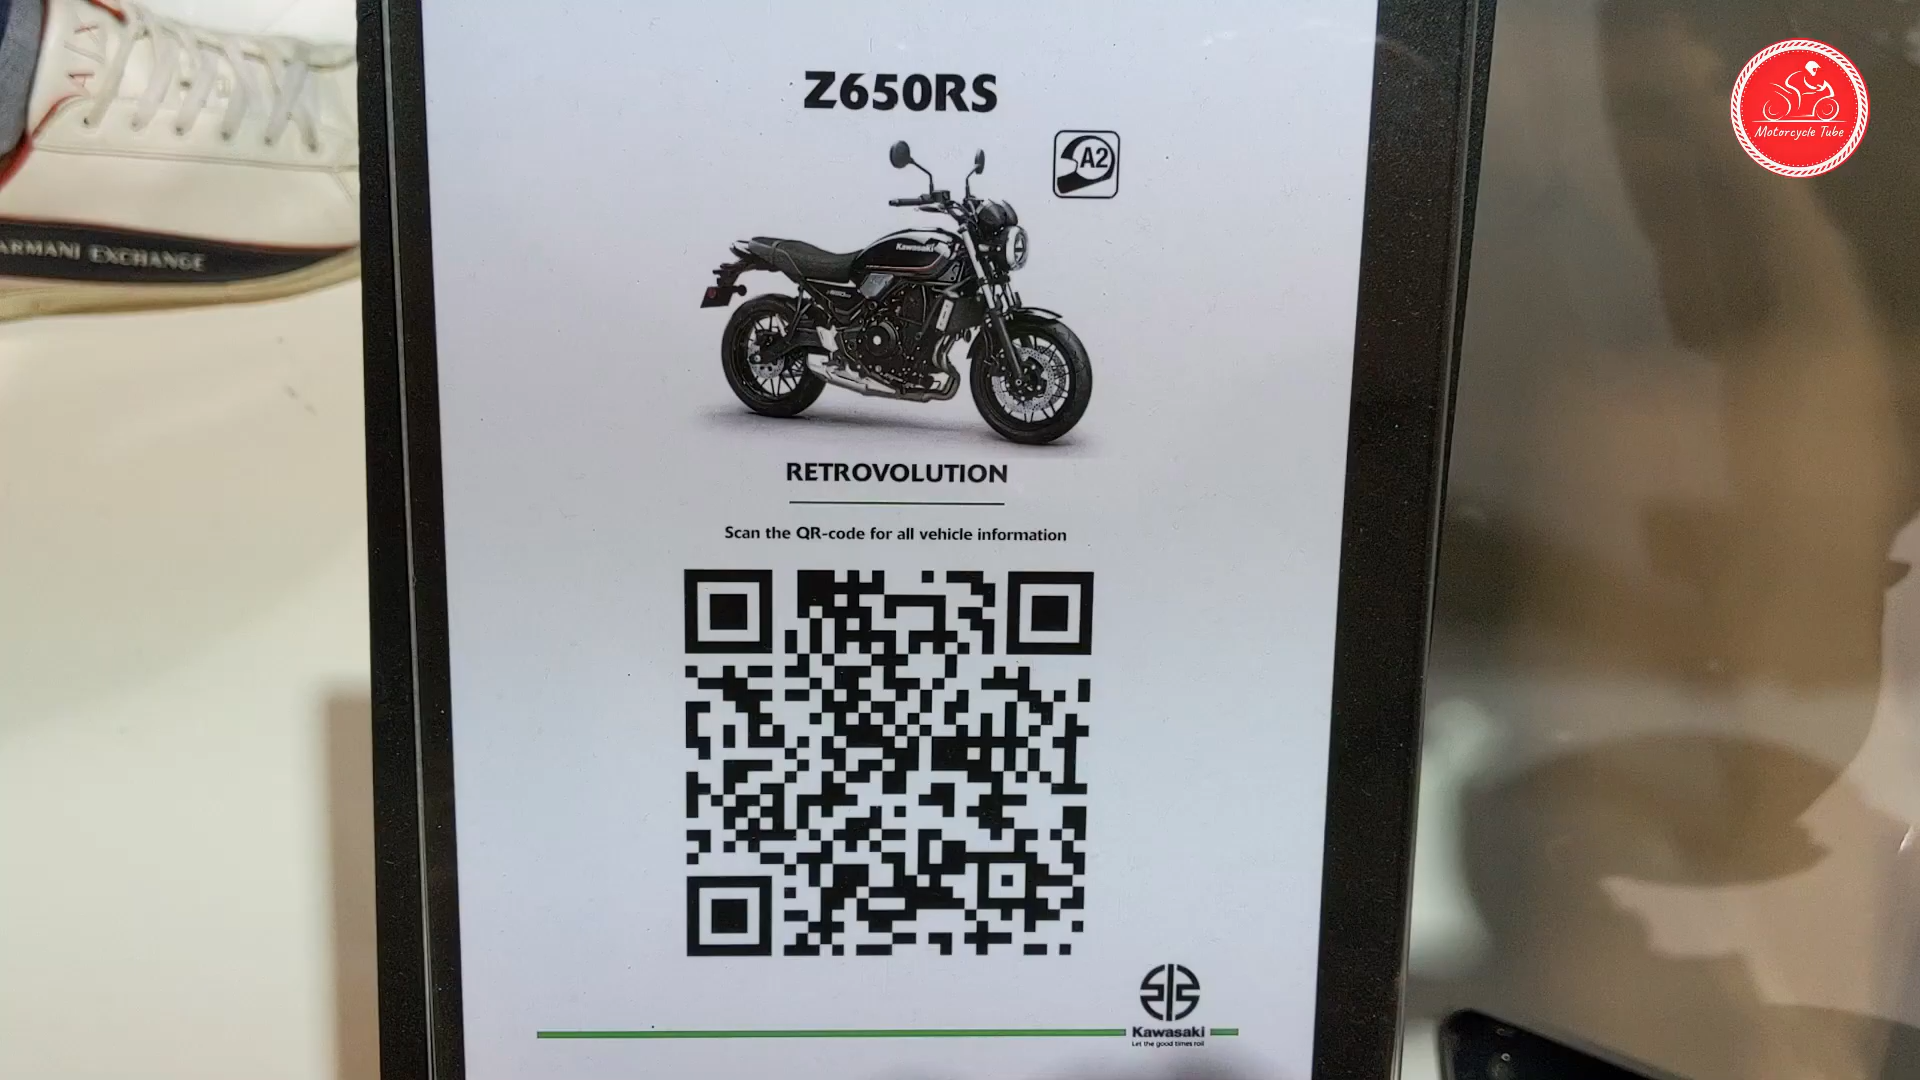 Z650RS
A2
Kawasaki
RETROVOLUTION
Scan the QR-code for all vehicle information
Kawasaki
Let the good times roll
ARMANI EXCHANGE
AX
Motorcycle Tube